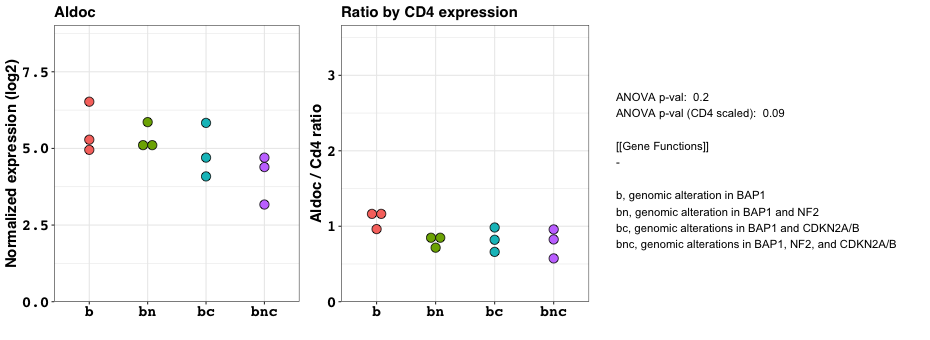 Aldoc
Normalized expression (log2)
7.5
5.0
2.5
0.0
b bn bc bnc
Ratio by CD4 expression
Aldoc / Cd4 ratio
3
2
1
0
b bn bc bnc
ANOVA p-val: 0.2
ANOVA p-val (CD4 scaled): 0.09
[[Gene Functions]]
-
b, genomic alteration in BAP1
bn, genomic alteration in BAP1 and NF2
bc, genomic alterations in BAP1 and CDKN2A/B
bnc, genomic alterations in BAP1, NF2, and CDKN2A/B